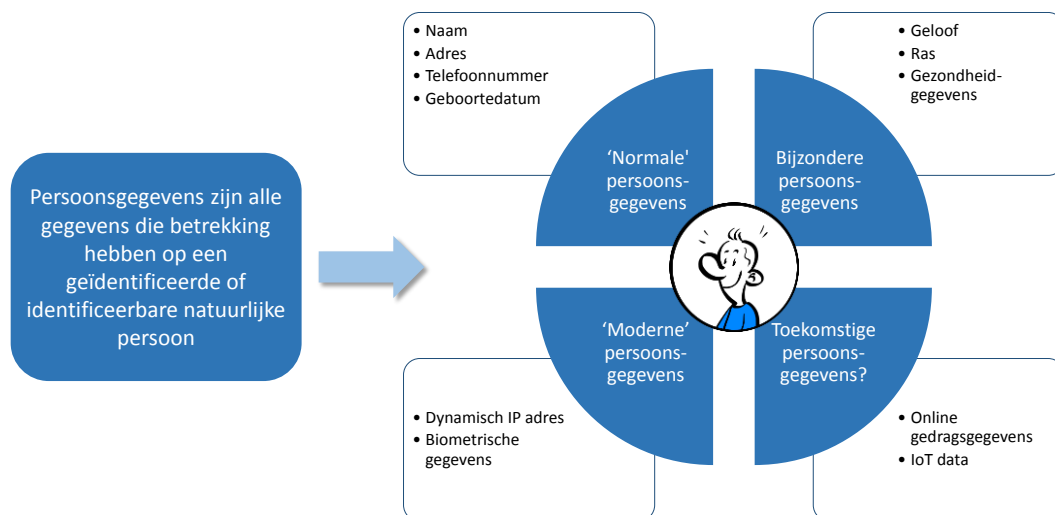 Persoonsgegevens zijn alle
gegevens die betrekking
hebben op een
geïdentificeerde of
identificeerbare natuurlijke
persoon
• Naam
• Adres
• Telefoonnummer
• Geboortedatum
‘Normale'
persoons-
gegevens
• Geloof
• Ras
• Gezondheid-
gegevens
Bijzondere
persoons-
gegevens
‘Moderne’
persoons-
gegevens
• Dynamisch IP adres
• Biometrische
gegevens
Toekomstige
persoons-
gegevens?
• Online
gedragsgegevens
• IoT data